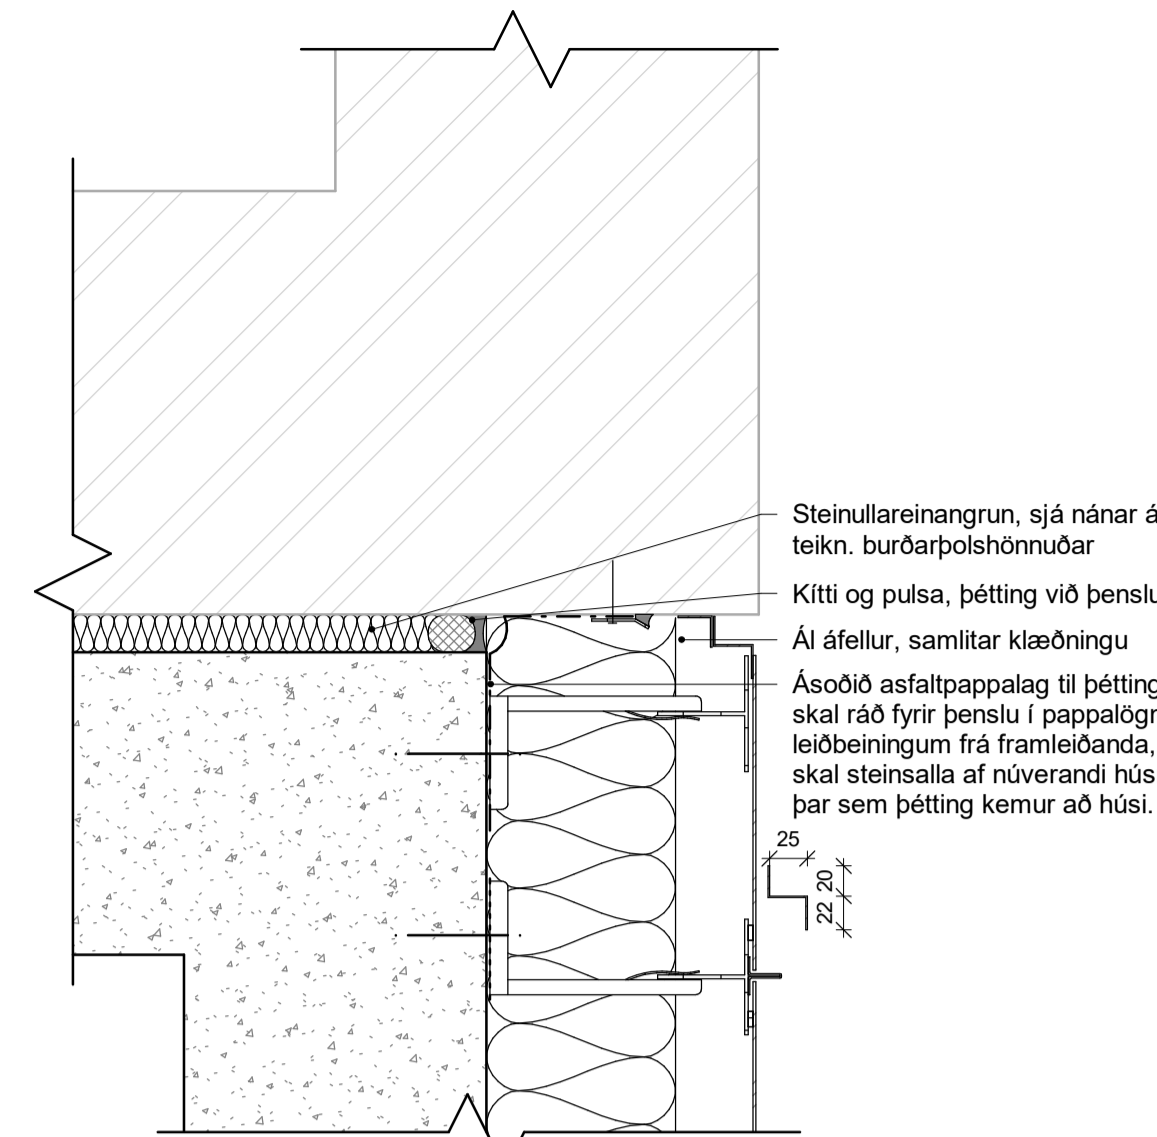 Steinullareinangrun, sjá nánar á
teikn. burðarþolshönnuðar
Kítti og pulsa, þétting við þenslu
Ál áfellur, samlitar klæðningu
Ásoðið asfaltpappalag til þétting
skal ráð fyrir þenslu í pappalögn
leiðbeiningum frá framleiðanda,
skal steinsalla af núverandi hús
þar sem þétting kemur að húsi.
25
20
22